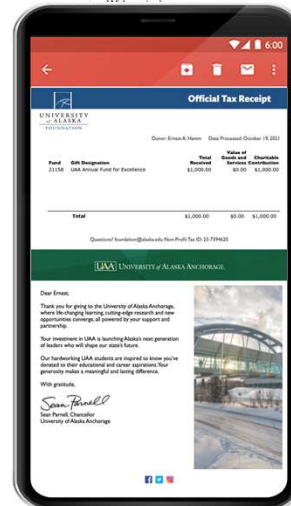 6:00
Official Tax Receipt
UNIVERSITY
of ALASKA
FOUNDATION
Donor: Ernest A. Hamm Date Processed: October 19, 2021
Fund Gift Designation Total Received Value of Goods and Services Charitable Contribution
21158 UAA Annual Fund for Excellence $1,000.00 $0.00 $1,000.00
Total $1,000.00 $0.00 $1,000.00
Questions? foundation@alaska.edu Non-Profit Tax ID: 23-7394620
UAA UNIVERSITY of ALASKA ANCHORAGE.
Dear Ernest,
Thank you for giving to the University of Alaska Anchorage,
where life-changing learning, cutting-edge research and new
opportunities converge, all powered by your support and
partnership.
Your investment in UAA is launching Alaska's next generation
of leaders who will shape our state's future.
Our hardworking UAA students are inspired to know you've
donated to their educational and career aspirations. Your
generosity makes a meaningful and lasting difference.
With gratitude,
Sean Parnell
Sean Parnell, Chancellor
University of Alaska Anchorage